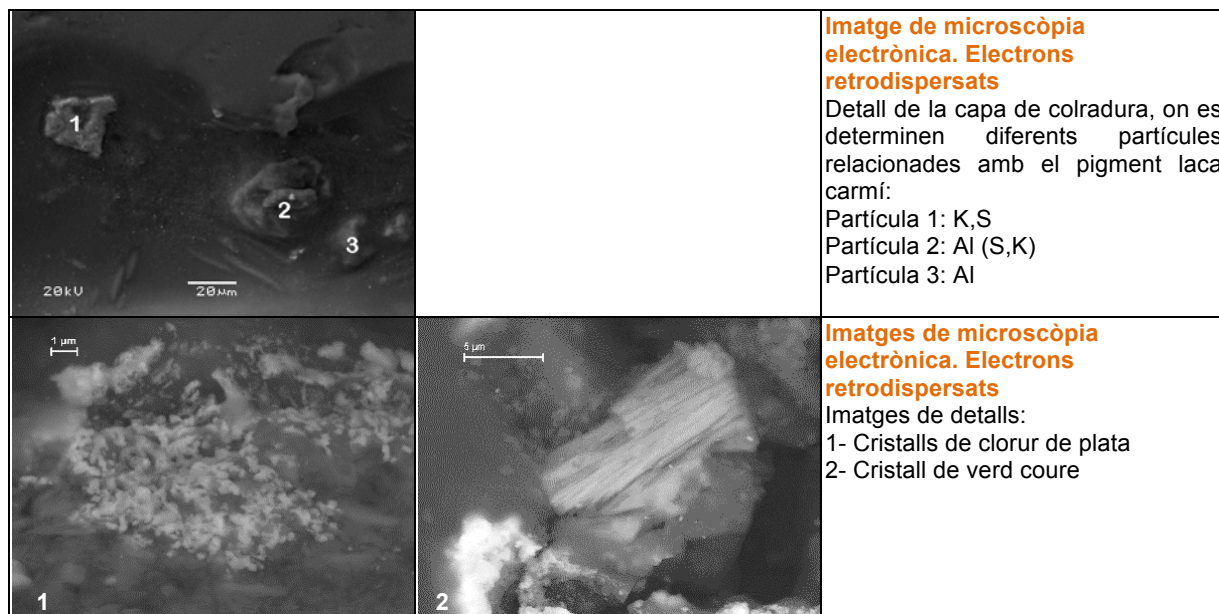 1
2
3
20kV 20µm
Imatge de microscòpia
electrònica. Electrons
retrodispersats
Detall de la capa de colradura, on es
determinen diferents partícules
relacionades amb el pigment laca
carmí:
Partícula 1: K,S
Partícula 2: Al (S,K)
Partícula 3: Al
1 µm
1
5 µm
2
Imatges de microscòpia
electrònica. Electrons
retrodispersats
Imatges de detalls:
1- Cristalls de clorur de plata
2- Cristall de verd coure